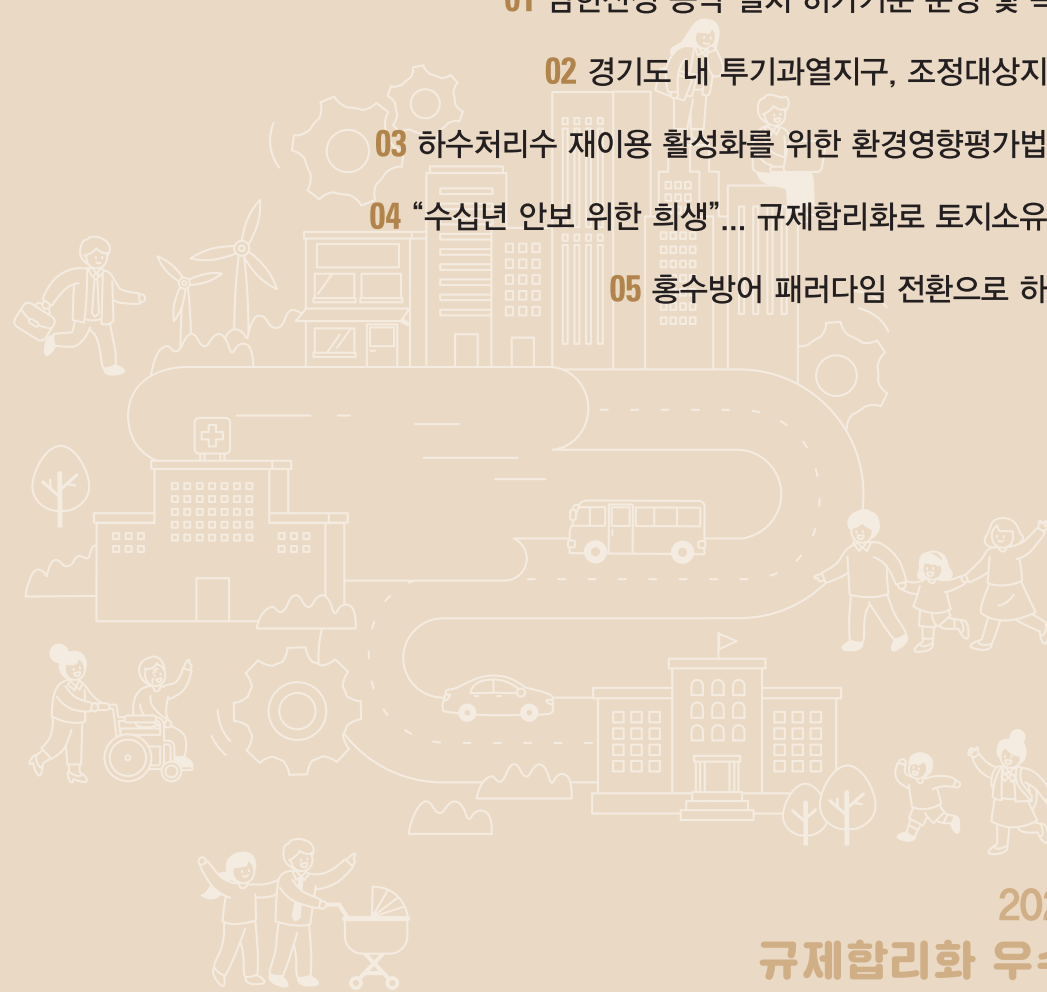 02 경기도 내 투기과열지구, 조정대상지
03 하수처리수 재이용 활성화를 위한 환경영향평가법
04 “수십년 안보 위한 희생”... 규제합리화로 토지소유
05 홍수방어 패러다임 전환으로 하
202
규제합리화 우수